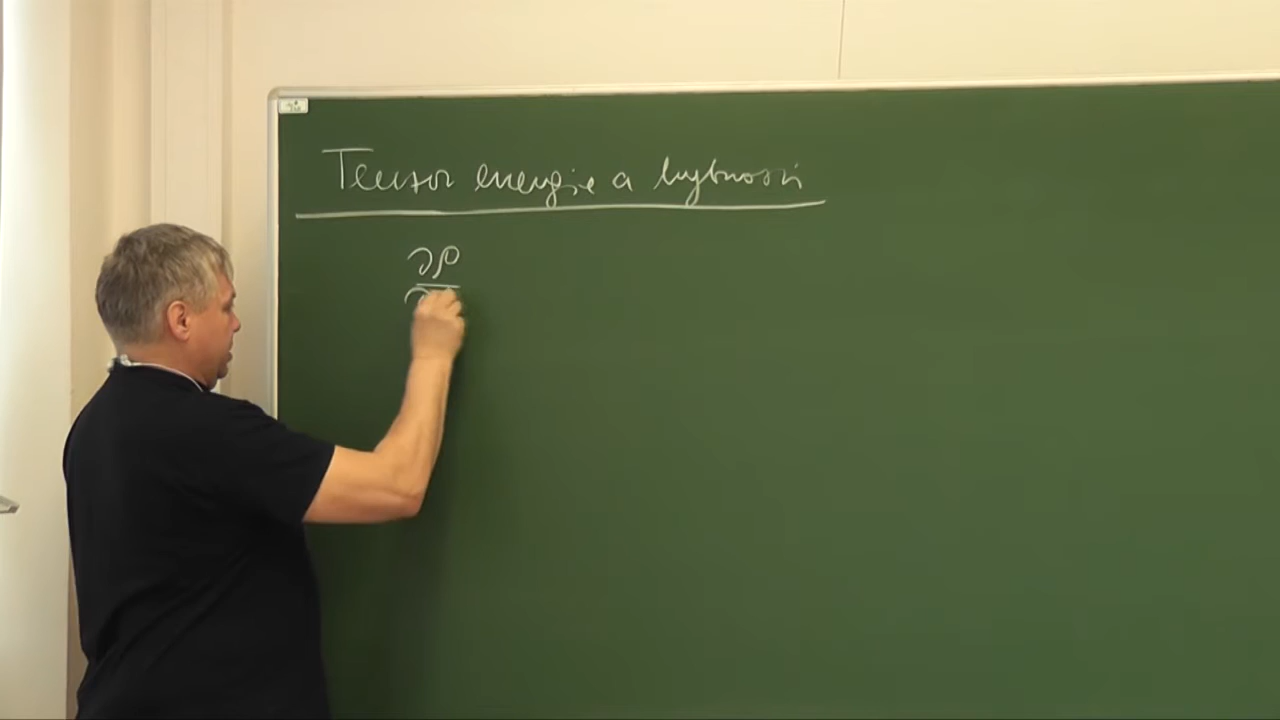 Tensor energie a hybnosti
∂ρ
∂